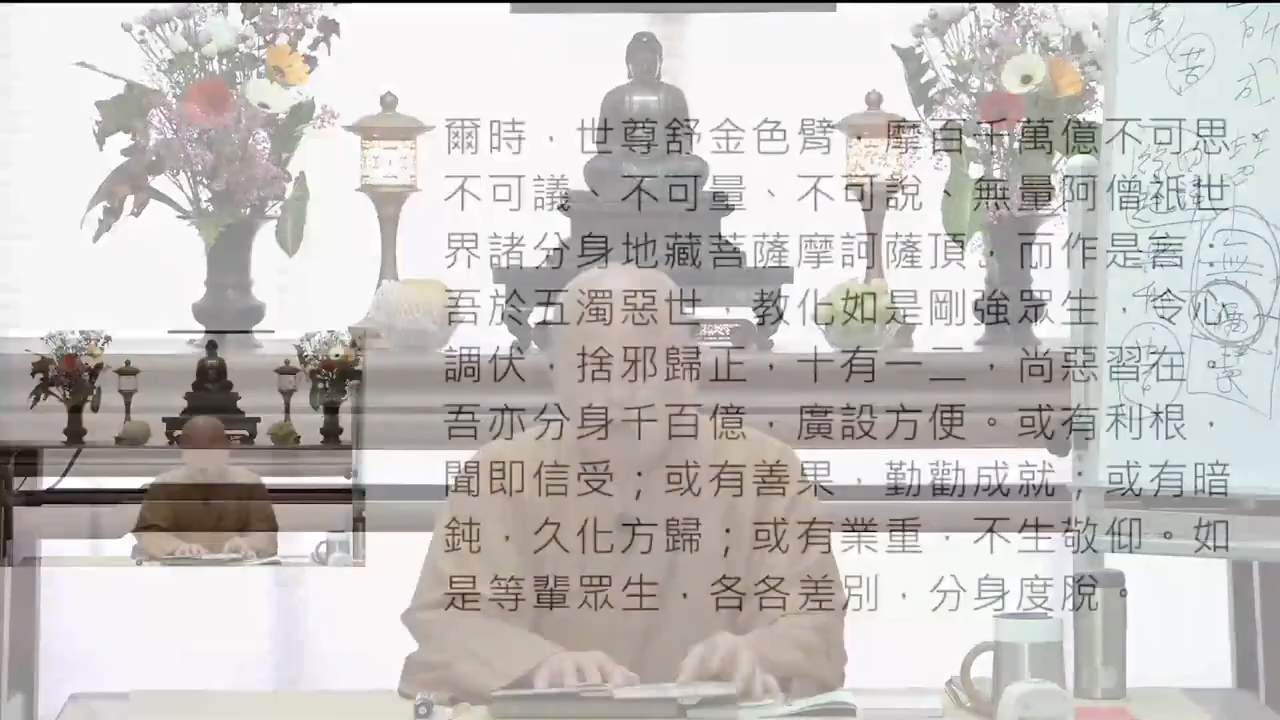 爾時，世尊舒金色臂，摩百千萬億不可思
不可議、不可量、不可說、無量阿僧祇世
界諸分身地藏菩薩摩訶薩頂，而作是言：
吾於五濁惡世，教化如是剛強眾生，令心
調伏，捨邪歸正，十有一二，尚惡習在。
吾亦分身千百億，廣設方便。或有利根，
聞即信受；或有善果，勤勸成就；或有暗
鈍，久化方歸；或有業重，不生敬仰。如
是等輩眾生，各各差別，分身度脫。
所成
苦
無